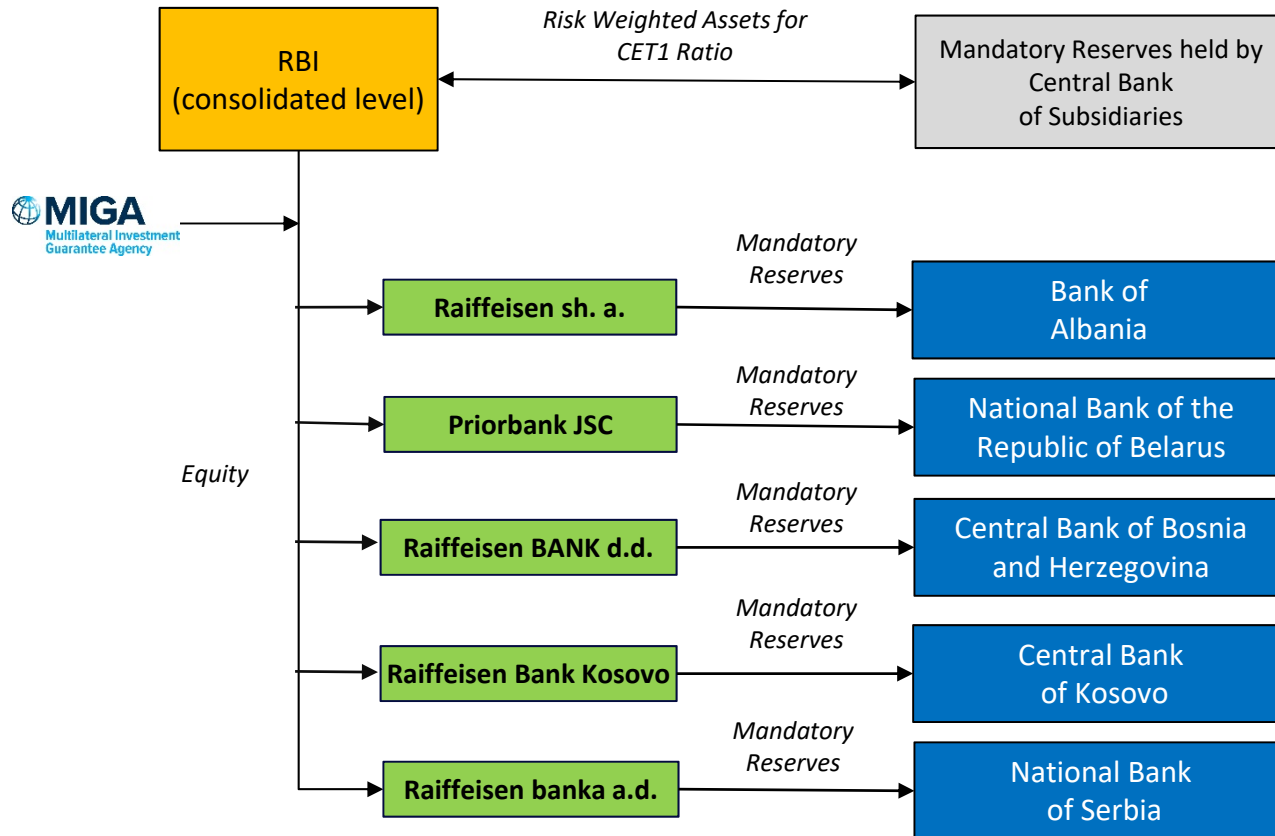 Risk Weighted Assets for
CET1 Ratio
RBI
(consolidated level)
Mandatory Reserves held by
Central Bank
of Subsidiaries
MIGA
Multilateral Investment
Guarantee Agency
Equity
Mandatory
Reserves
Raiffeisen sh. a.
Bank of
Albania
Mandatory
Reserves
Priorbank JSC
National Bank of the
Republic of Belarus
Mandatory
Reserves
Raiffeisen BANK d.d.
Central Bank of Bosnia
and Herzegovina
Mandatory
Reserves
Raiffeisen Bank Kosovo
Central Bank
of Kosovo
Mandatory
Reserves
Raiffeisen banka a.d.
National Bank
of Serbia